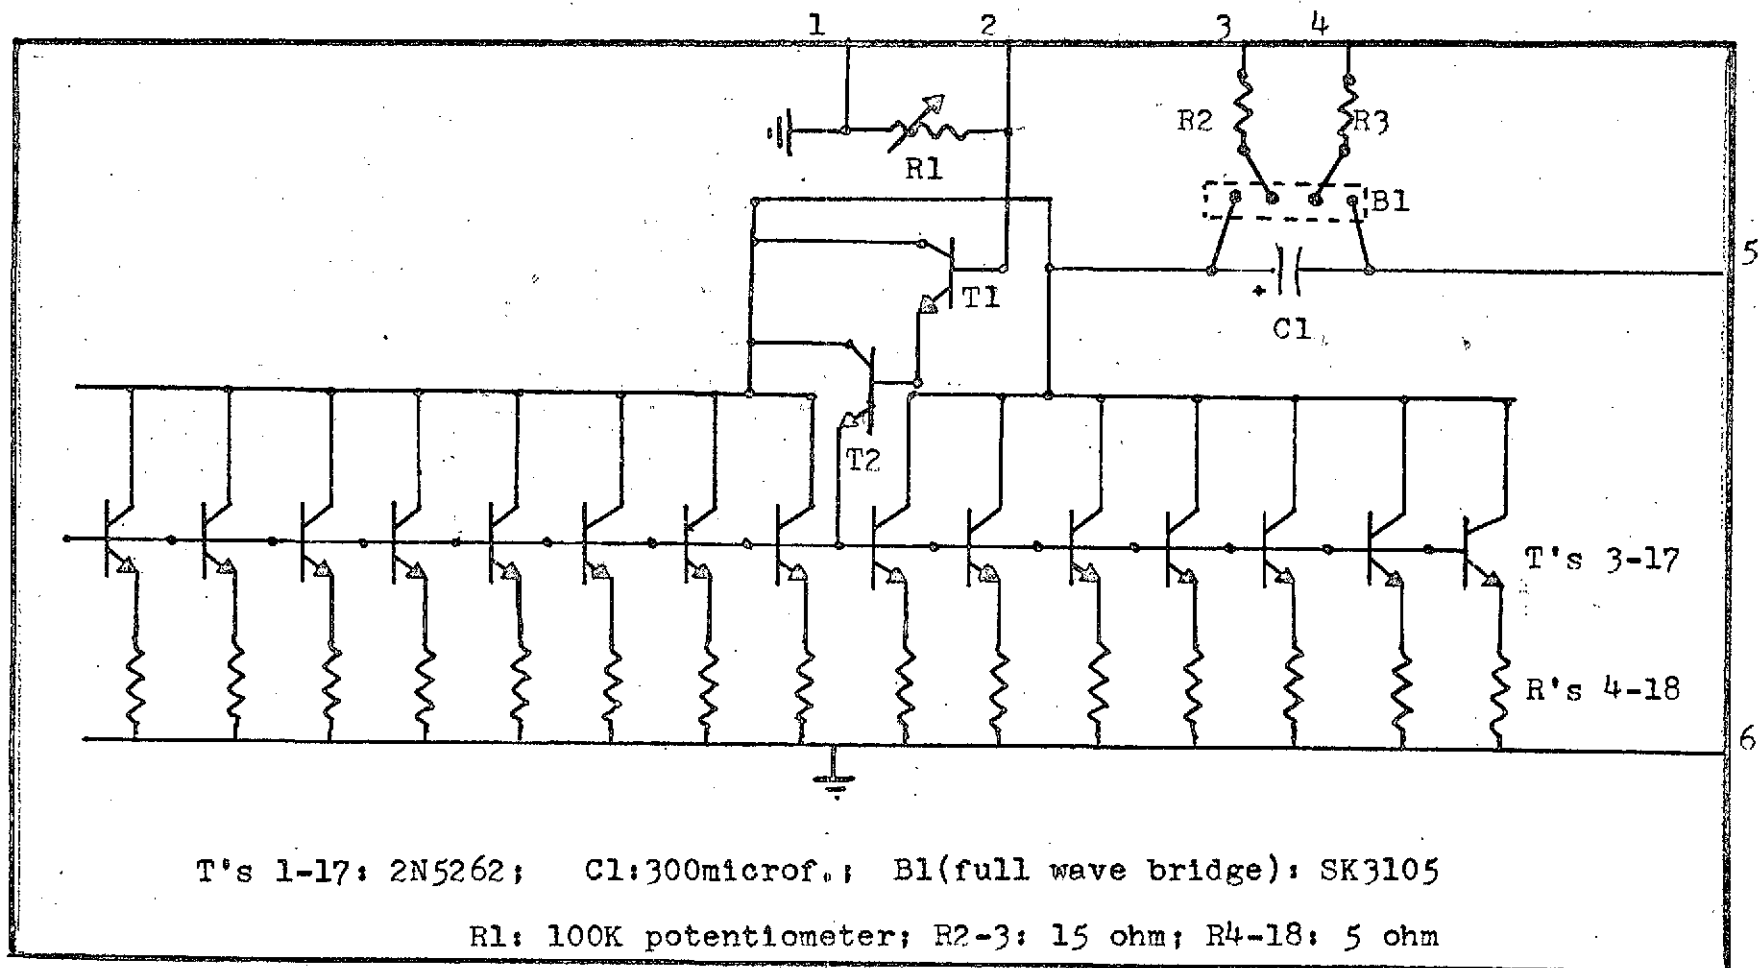 1 2 3 4
R2 R3
R1
B1
5
T1
+
C1
T2
T's 3-17
R's 4-18
6
T's 1-17: 2N5262; C1:300microf.; B1(full wave bridge): SK3105
R1: 100K potentiometer; R2-3: 15 ohm; R4-18: 5 ohm